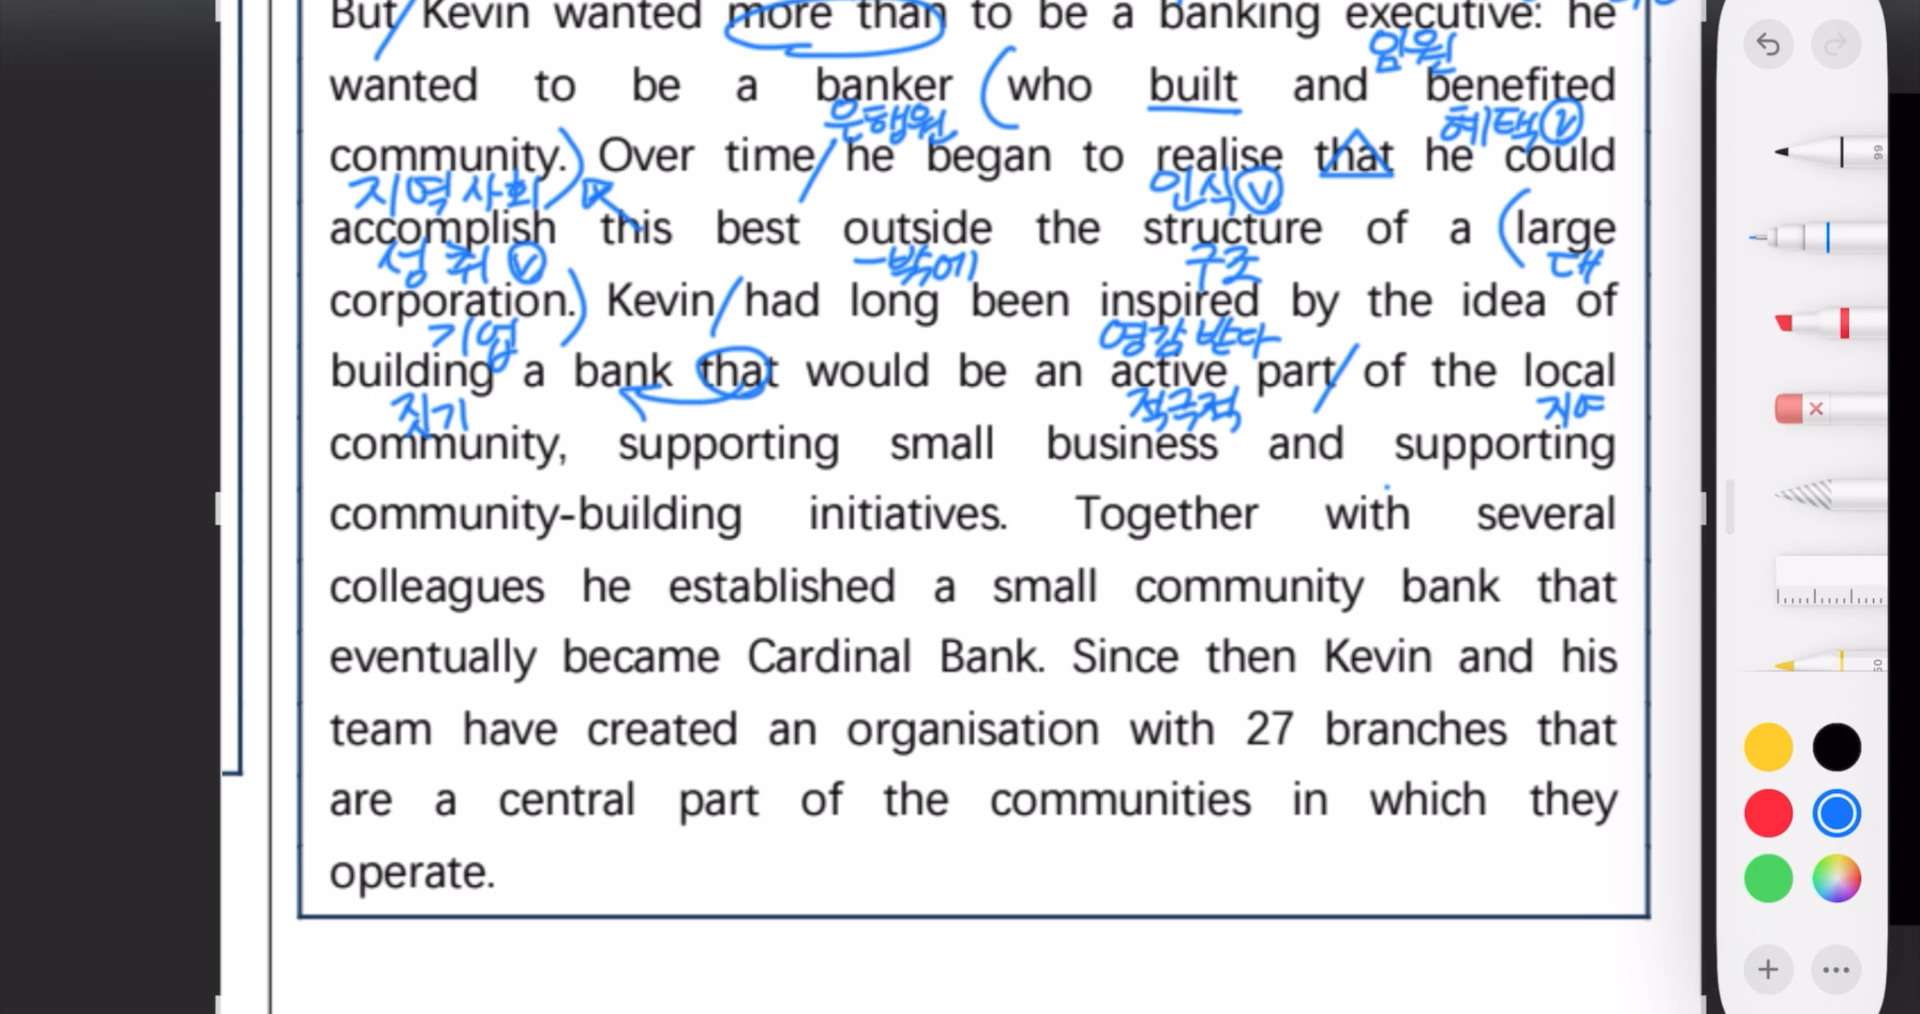 But Kevin wanted more than to be a banking executive: he
임원
wanted to be a banker who built and benefited
은행원 혜택 v
community. Over time he began to realise that he could
지역사회 인식 v
accomplish this best outside the structure of a large
성취 v ~밖에 구조 대
corporation. Kevin had long been inspired by the idea of
기업 영감 받다
building a bank that would be an active part of the local
짓기 적극적 지역
community, supporting small business and supporting
community-building initiatives. Together with several
colleagues he established a small community bank that
eventually became Cardinal Bank. Since then Kevin and his
team have created an organisation with 27 branches that
are a central part of the communities in which they
operate.
99
50